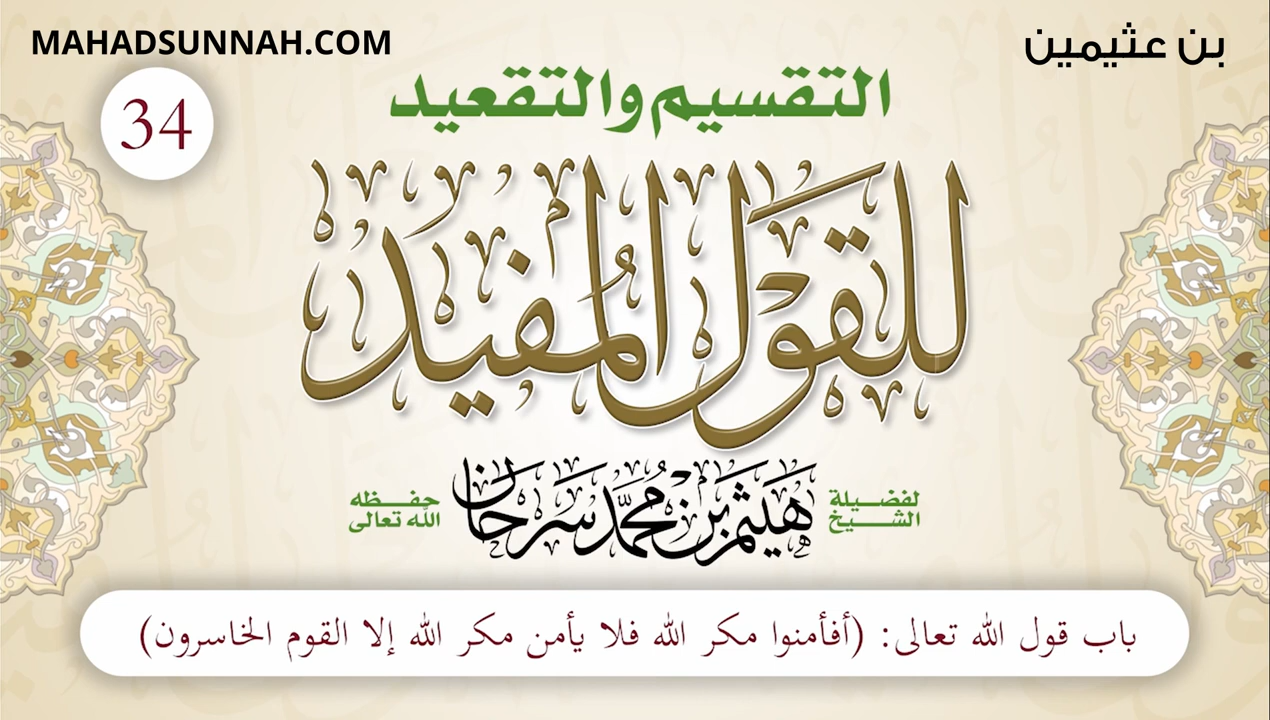 MAHADSUNNAH.COM
بن عثيمين
34
التقسيم والتقعيد
للقول المفيد
لفضيلة الشيخ
هيثم بن محمد سرحان
حفظه الله تعالى
باب قول الله تعالى: (أفأمنوا مكر الله فلا يأمن مكر الله إلا القوم الخاسرون)